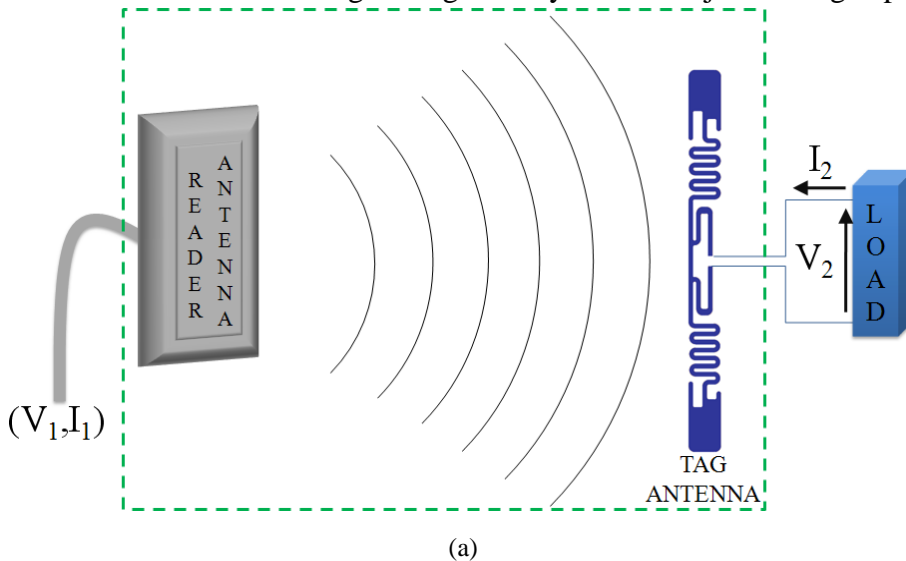 READER
ANTENNA
I2
LOAD
V2
(V1,I1)
TAG
ANTENNA
(a)